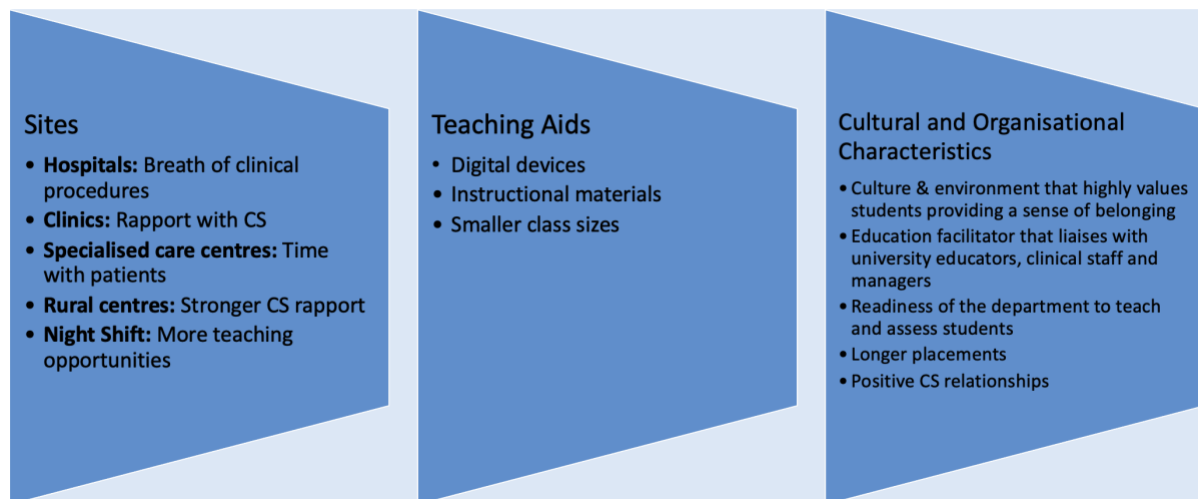 Sites
• Hospitals: Breath of clinical
procedures
• Clinics: Rapport with CS
• Specialised care centres: Time
with patients
• Rural centres: Stronger CS rapport
• Night Shift: More teaching
opportunities
Teaching Aids
• Digital devices
• Instructional materials
• Smaller class sizes
Cultural and Organisational
Characteristics
• Culture & environment that highly values
students providing a sense of belonging
• Education facilitator that liaises with
university educators, clinical staff and
managers
• Readiness of the department to teach
and assess students
• Longer placements
• Positive CS relationships